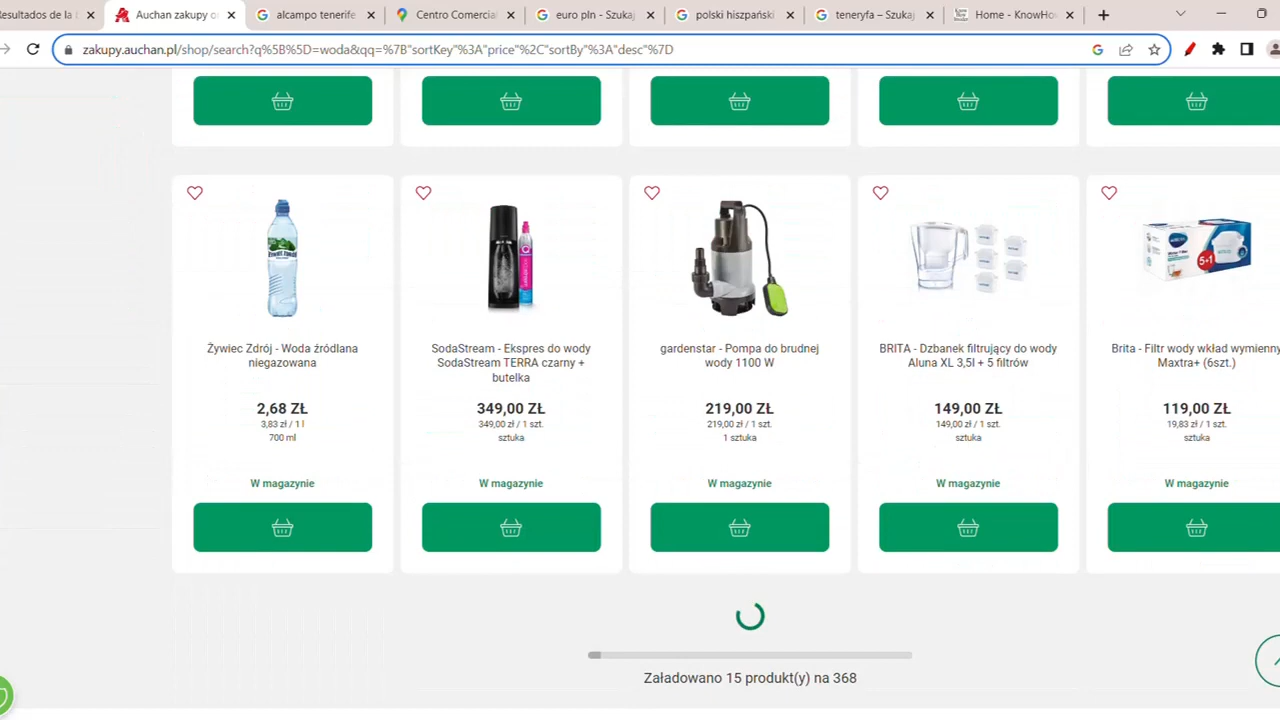 Resultados de la
Auchan zakupy o
alcampo tenerife
Centro Comercia
euro pln - Szukaj
polski hiszpański
teneryfa – Szukaj
Home - KnowHo
zakupy.auchan.pl/shop/search?q%5B%5D=woda&qq=%7B"sortKey"%3A"price"%2C"sortBy"%3A"desc"%7D
Żywiec Zdrój - Woda źródlana
niegazowana
2,68 ZŁ
3,83 zł / 1 l
700 ml
W magazynie
SodaStream - Ekspres do wody
SodaStream TERRA czarny +
butelka
349,00 ZŁ
349,00 zł / 1 szt.
sztuka
W magazynie
gardenstar - Pompa do brudnej
wody 1100 W
219,00 ZŁ
219,00 zł / 1 szt.
1 sztuka
W magazynie
BRITA - Dzbanek filtrujący do wody
Aluna XL 3,5l + 5 filtrów
149,00 ZŁ
149,00 zł / 1 szt.
sztuka
W magazynie
5+1
Brita - Filtr wody wkład wymienny
Maxtra+ (6szt.)
119,00 ZŁ
19,83 zł / 1 szt.
sztuka
W magazynie
Załadowano 15 produkt(y) na 368